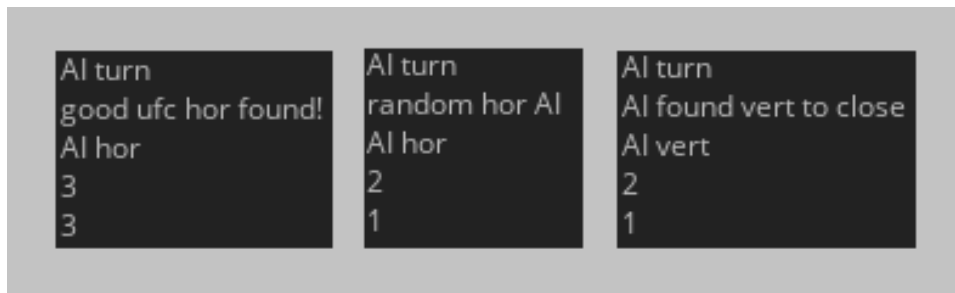 AI turn
good ufc hor found!
AI hor
3
3
AI turn
random hor AI
AI hor
2
1
AI turn
AI found vert to close
AI vert
2
1